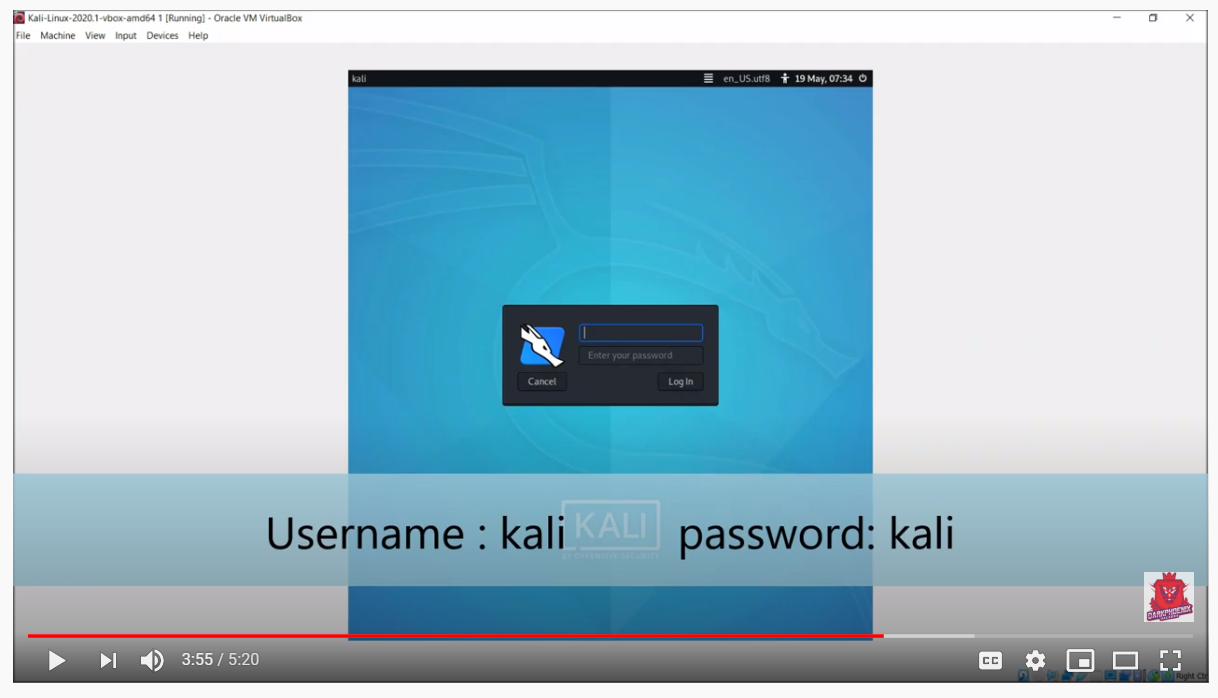 Kali-Linux-2020.1-vbox-amd64 1 [Running] - Oracle VM VirtualBox
File Machine View Input Devices Help
kali en_US.utf8 19 May, 07:34
Enter your password
Cancel Log In
KALI
BY OFFENSIVE SECURITY
Username : kali password: kali
DARKPHOENIX
3:55 / 5:20 CC
Right Ctr